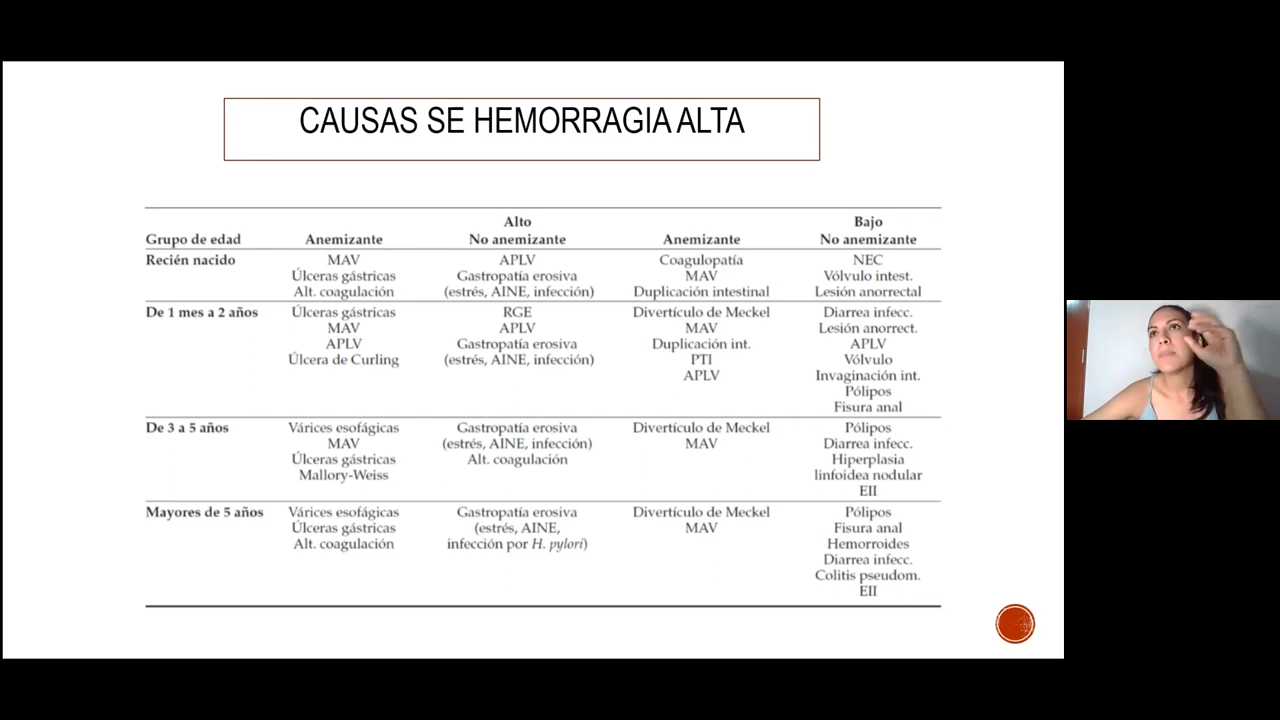 CAUSAS SE HEMORRAGIA ALTA
Alto Bajo
Grupo de edad Anemizante No anemizante Anemizante No anemizante
Recién nacido MAV APLV Coagulopatía NEC
Úlceras gástricas Gastropatía erosiva MAV Vólvulo intest.
Alt. coagulación (estrés, AINE, infección) Duplicación intestinal Lesión anorrectal
De 1 mes a 2 años Úlceras gástricas RGE Divertículo de Meckel Diarrea infecc.
MAV APLV MAV Lesión anorrect.
APLV Gastropatía erosiva Duplicación int. APLV
Úlcera de Curling (estrés, AINE, infección) PTI Vólvulo
APLV Invaginación int.
Pólipos
Fisura anal
De 3 a 5 años Várices esofágicas Gastropatía erosiva Divertículo de Meckel Pólipos
MAV (estrés, AINE, infección) MAV Diarrea infecc.
Úlceras gástricas Alt. coagulación Hiperplasia
Mallory-Weiss linfoidea nodular
EII
Mayores de 5 años Várices esofágicas Gastropatía erosiva Divertículo de Meckel Pólipos
Úlceras gástricas (estrés, AINE, MAV Fisura anal
Alt. coagulación infección por H. pylori) Hemorroides
Diarrea infecc.
Colitis pseudom.
EII